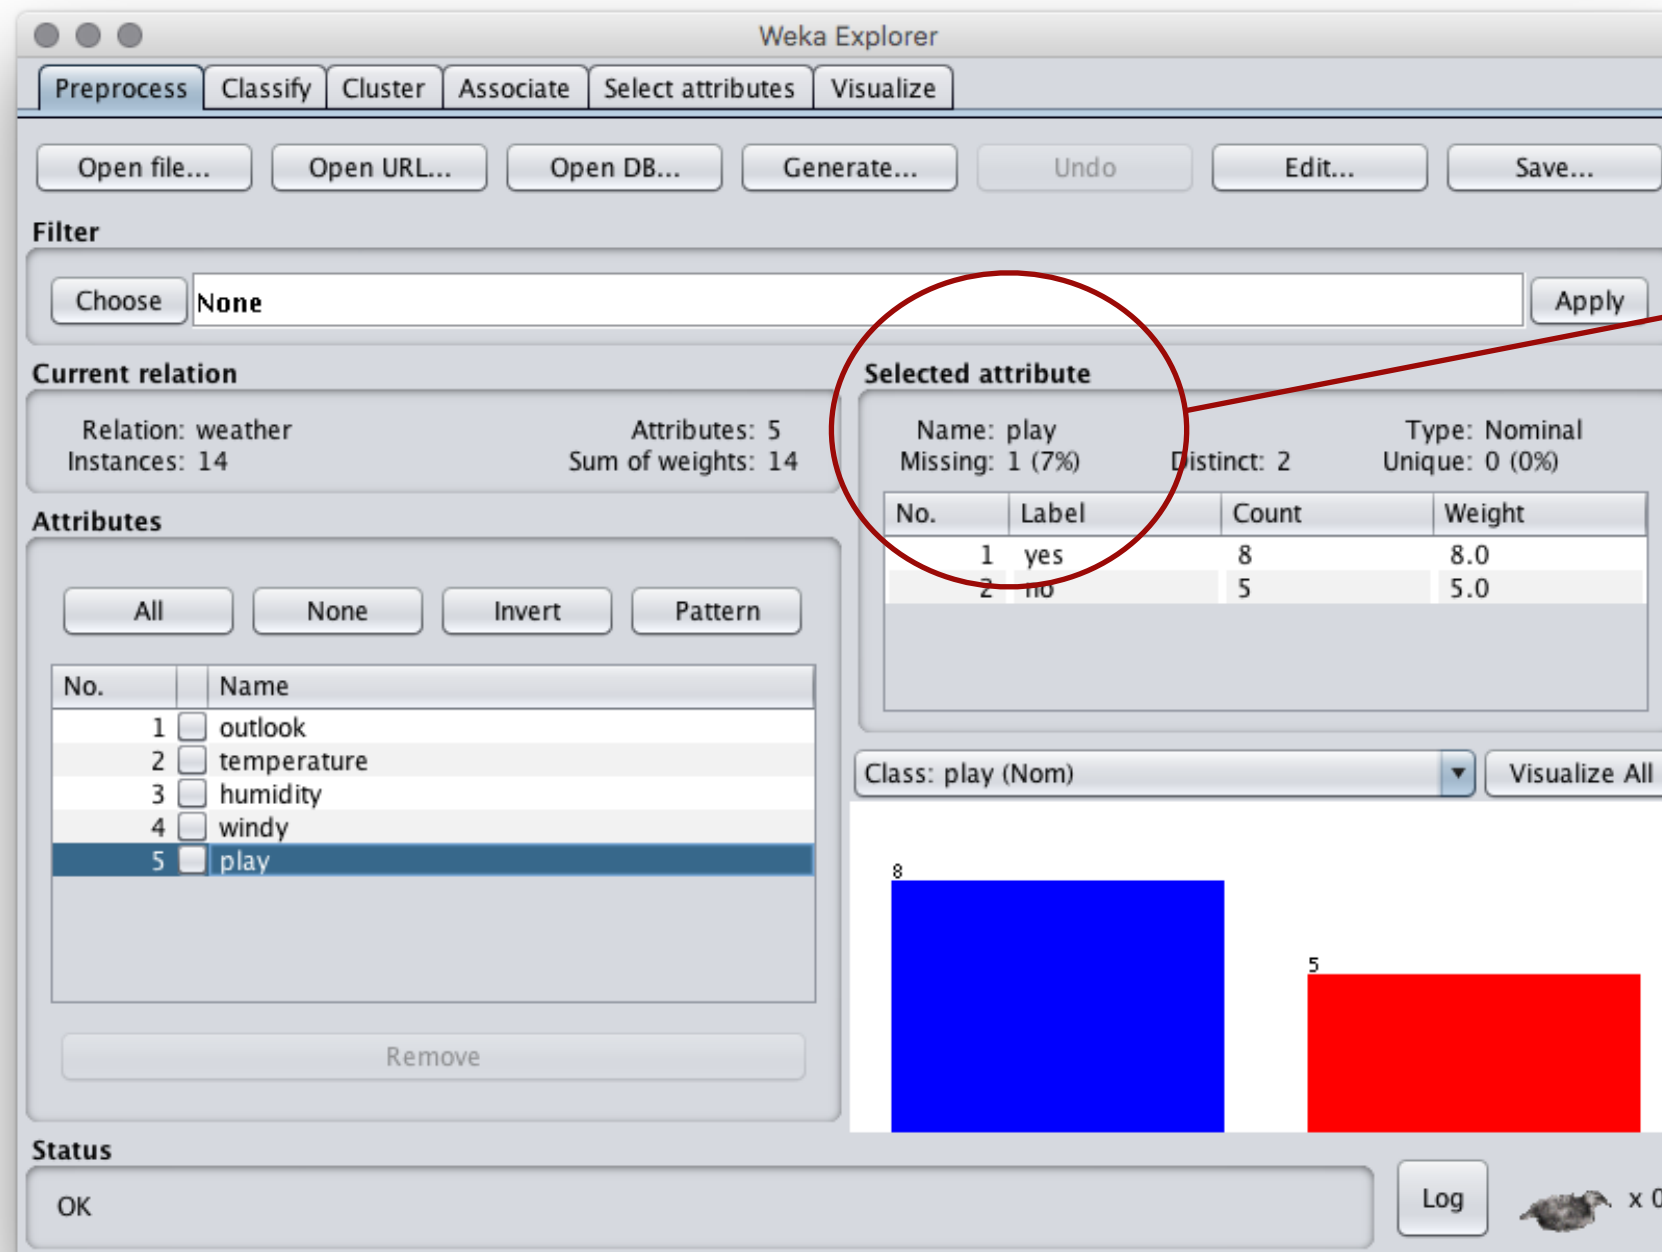 Weka Explorer
Preprocess Classify Cluster Associate Select attributes Visualize
Open file... Open URL... Open DB... Generate... Undo Edit... Save...
Filter
Choose None Apply
Current relation
Relation: weather Attributes: 5
Instances: 14 Sum of weights: 14
Selected attribute
Name: play Type: Nominal
Missing: 1 (7%) Distinct: 2 Unique: 0 (0%)
No. Label Count Weight
1 yes 8 8.0
2 no 5 5.0
Attributes
All None Invert Pattern
No. Name
1 outlook
2 temperature
3 humidity
4 windy
5 play
Remove
Class: play (Nom) Visualize All
8
5
Status
OK
Log x 0